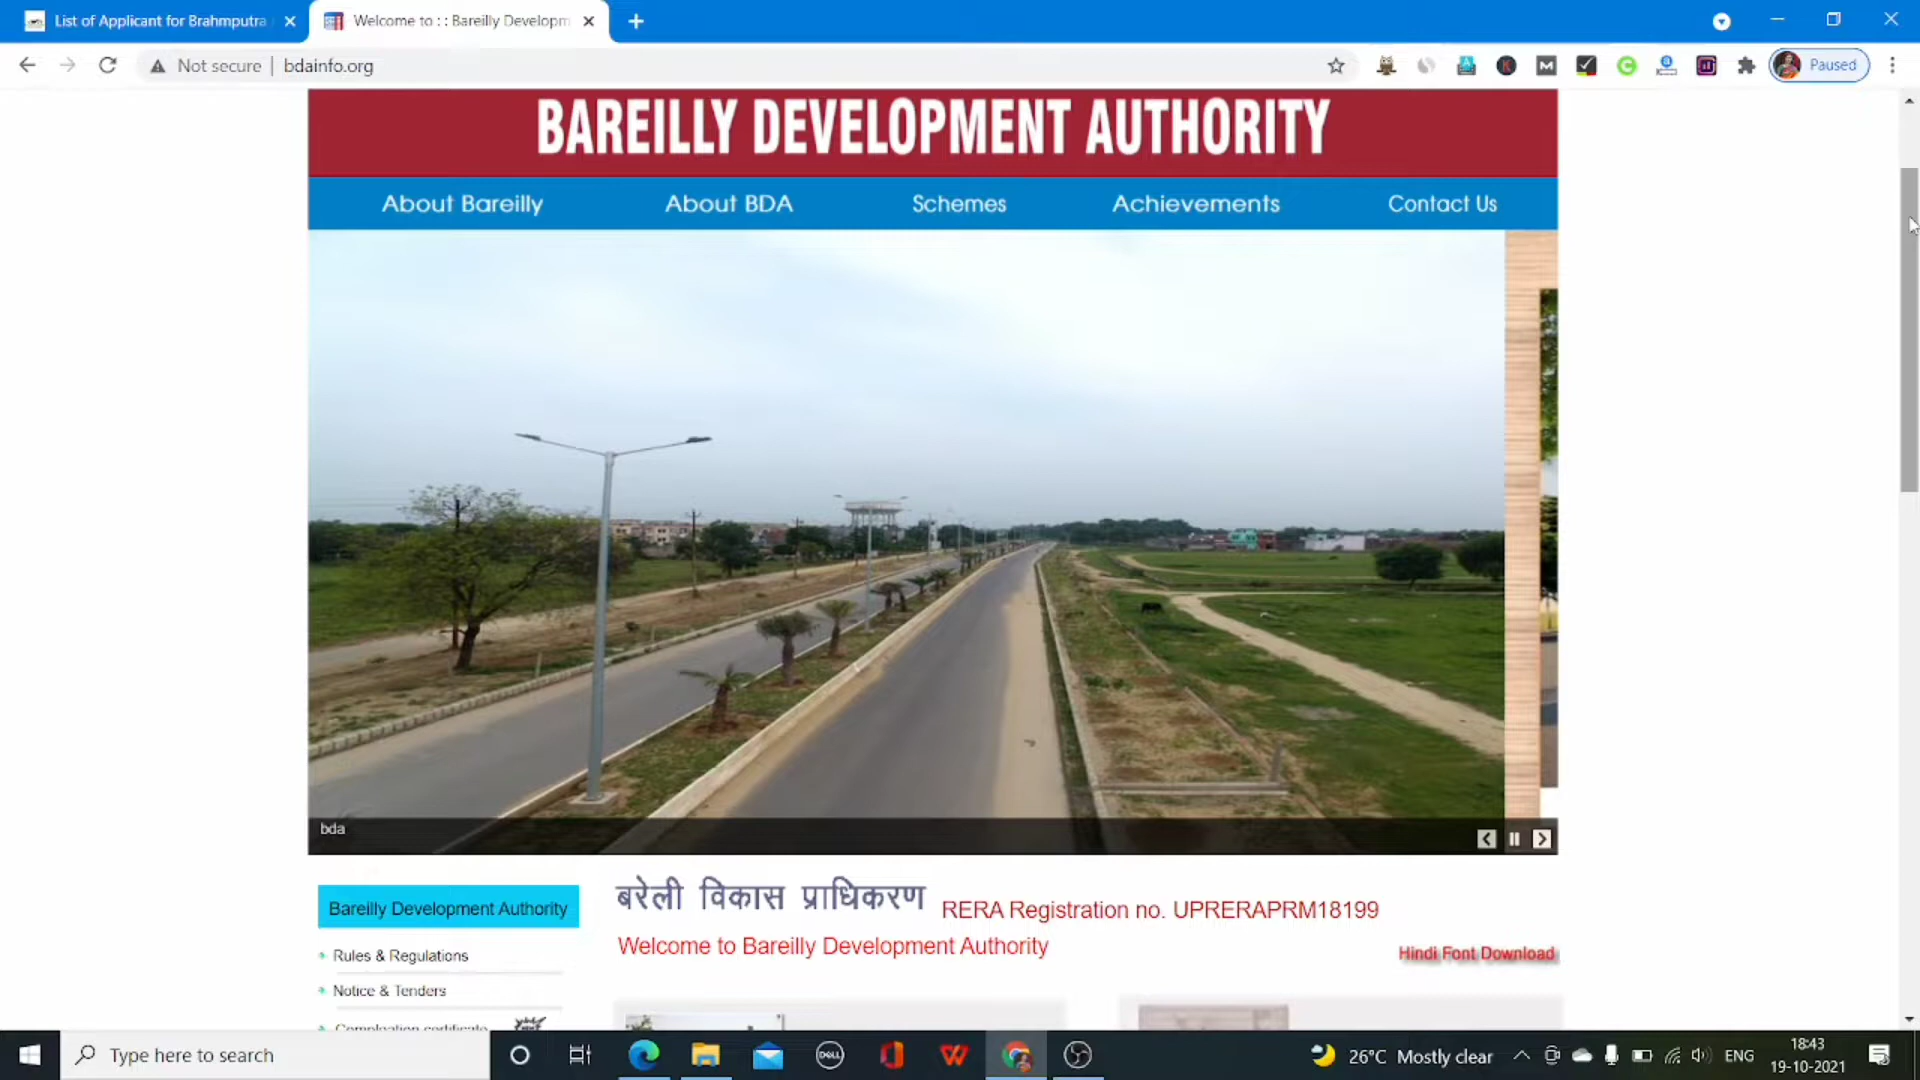 List of Applicant for Brahmputra
Welcome to : : Bareilly Developm
Not secure
bdainfo.org
Paused
BAREILLY DEVELOPMENT AUTHORITY
About Bareilly
About BDA
Schemes
Achievements
Contact Us
bda
Bareilly Development Authority
बरेली विकास प्राधिकरण
RERA Registration no. UPRERAPRM18199
Welcome to Bareilly Development Authority
Hindi Font Download
Rules & Regulations
Notice & Tenders
Compleation certificate
Type here to search
DELL
26°C Mostly clear
ENG
18:43
19-10-2021